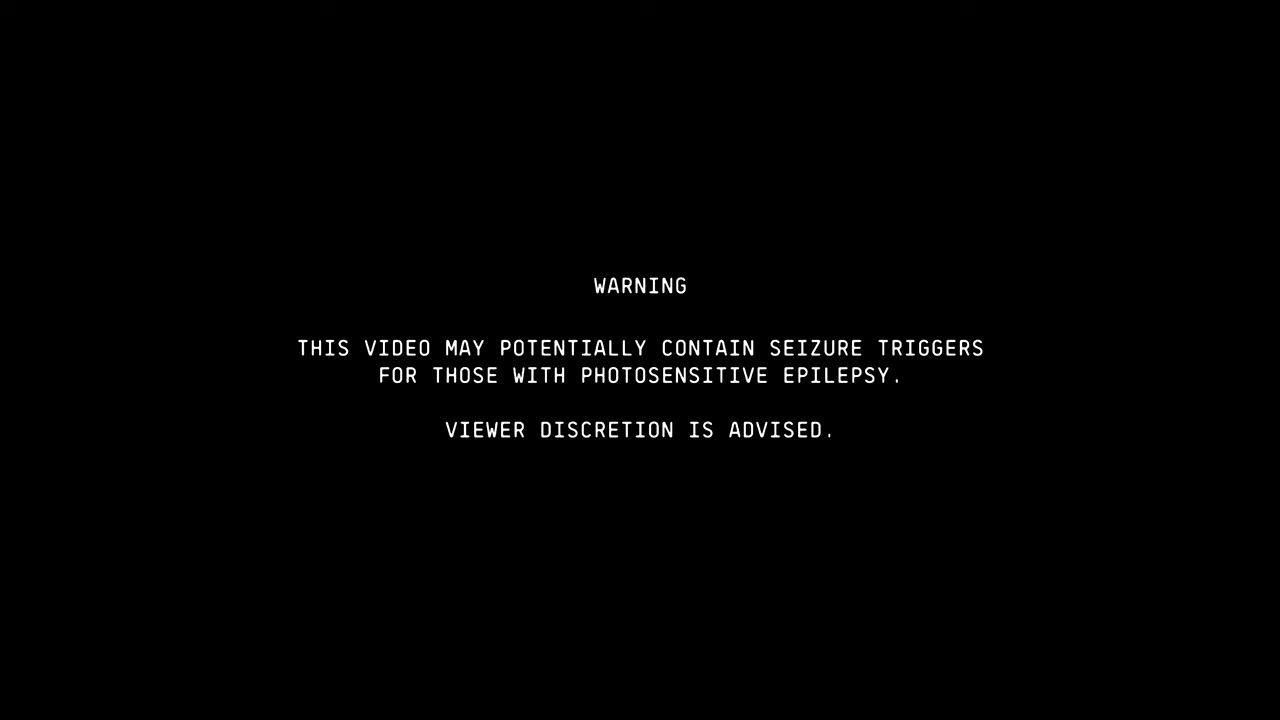 WARNING
THIS VIDEO MAY POTENTIALLY CONTAIN SEIZURE TRIGGERS
FOR THOSE WITH PHOTOSENSITIVE EPILEPSY.
VIEWER DISCRETION IS ADVISED.